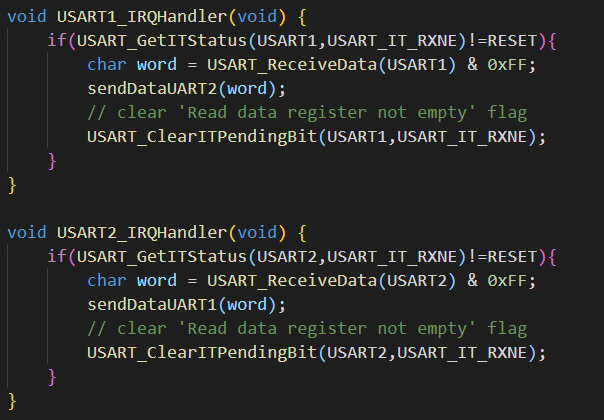 void USART1_IRQHandler(void) {
    if(USART_GetITStatus(USART1,USART_IT_RXNE)!=RESET){
        char word = USART_ReceiveData(USART1) & 0xFF;
        sendDataUART2(word);
        // clear 'Read data register not empty' flag
        USART_ClearITPendingBit(USART1,USART_IT_RXNE);
    }
}

void USART2_IRQHandler(void) {
    if(USART_GetITStatus(USART2,USART_IT_RXNE)!=RESET){
        char word = USART_ReceiveData(USART2) & 0xFF;
        sendDataUART1(word);
        // clear 'Read data register not empty' flag
        USART_ClearITPendingBit(USART2,USART_IT_RXNE);
    }
}